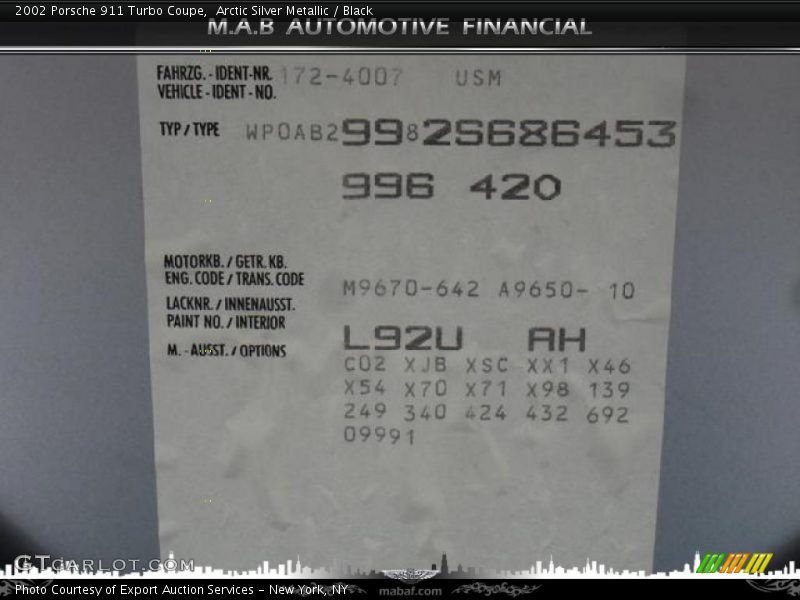 2002 Porsche 911 Turbo Coupe, Arctic Silver Metallic / Black
M.A.B AUTOMOTIVE FINANCIAL
FAHRZG.-IDENT-NR. 172-4007 USM
VEHICLE-IDENT-NO.
TYP/TYPE WP0AB29982S686453
996 420
MOTORKB./GETR.KB.
ENG.CODE/TRANS.CODE M9670-642 A9650- 10
LACKNR./INNENAUSST.
PAINT NO./INTERIOR L92U AH
M.-AUSST./OPTIONS C02 XJB XSC XX1 X46
X54 X70 X71 X98 139
249 340 424 432 692
09991
GTCARLOT.COM
Photo Courtesy of Export Auction Services - New York, NY
mabaf.com